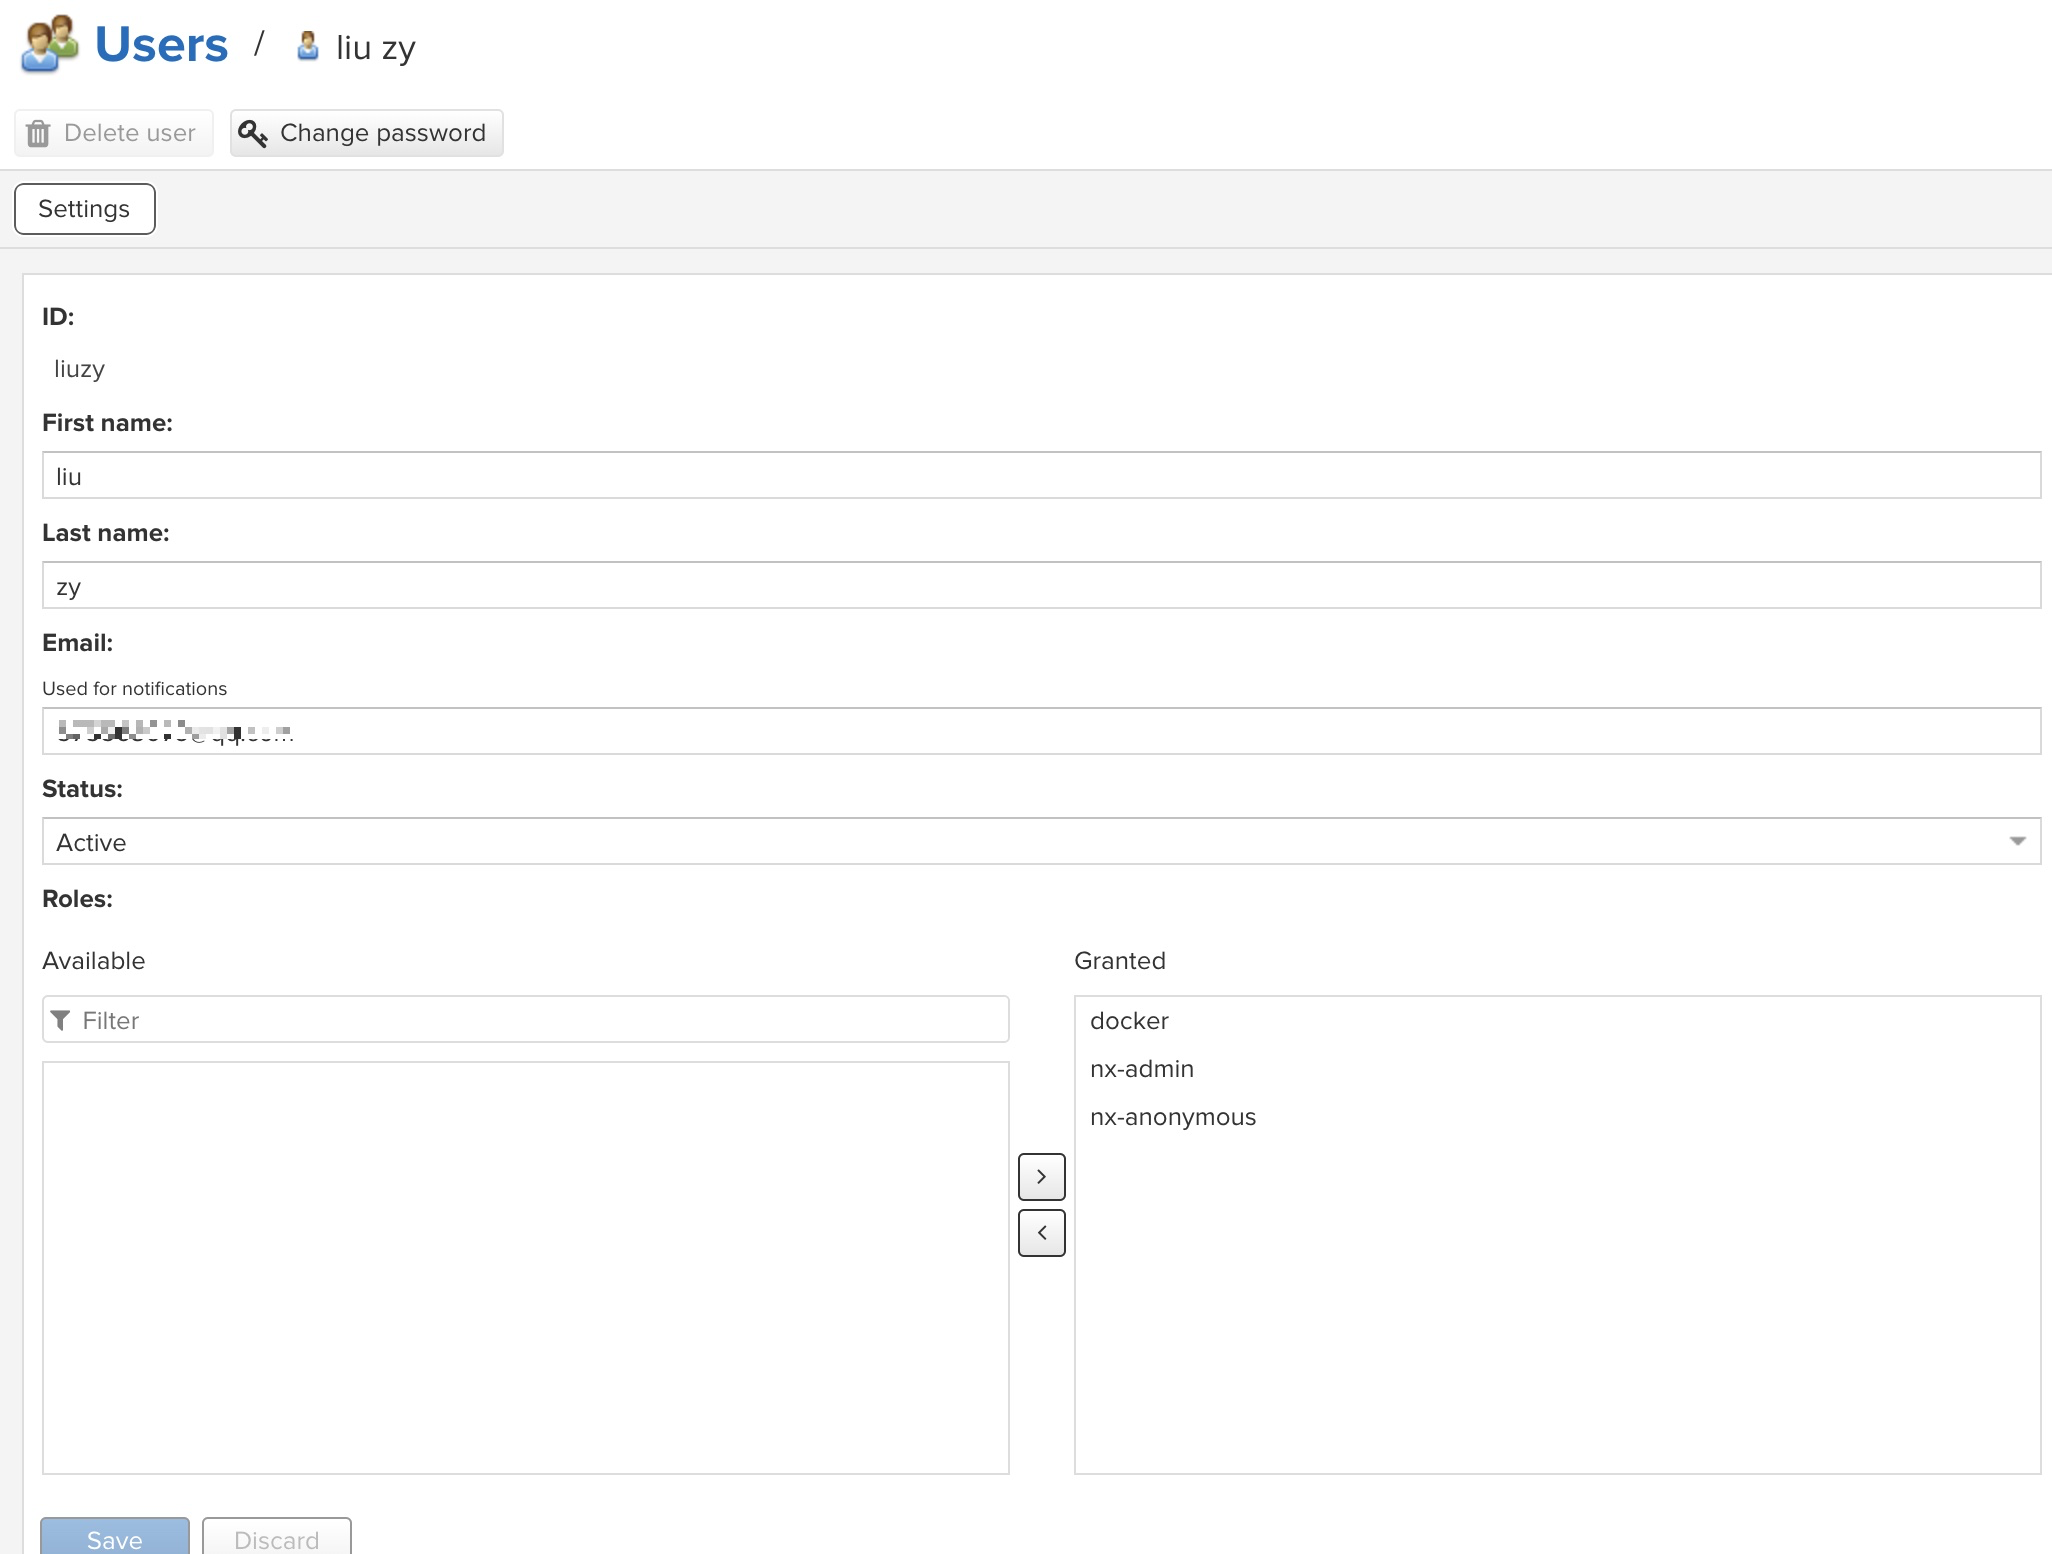 Users / liu zy
Delete user Change password
Settings
ID:
liuzy
First name:
liu
Last name:
zy
Email:
Used for notifications
Status:
Active
Roles:
Available Granted
Filter docker
nx-admin
nx-anonymous
Save Discard